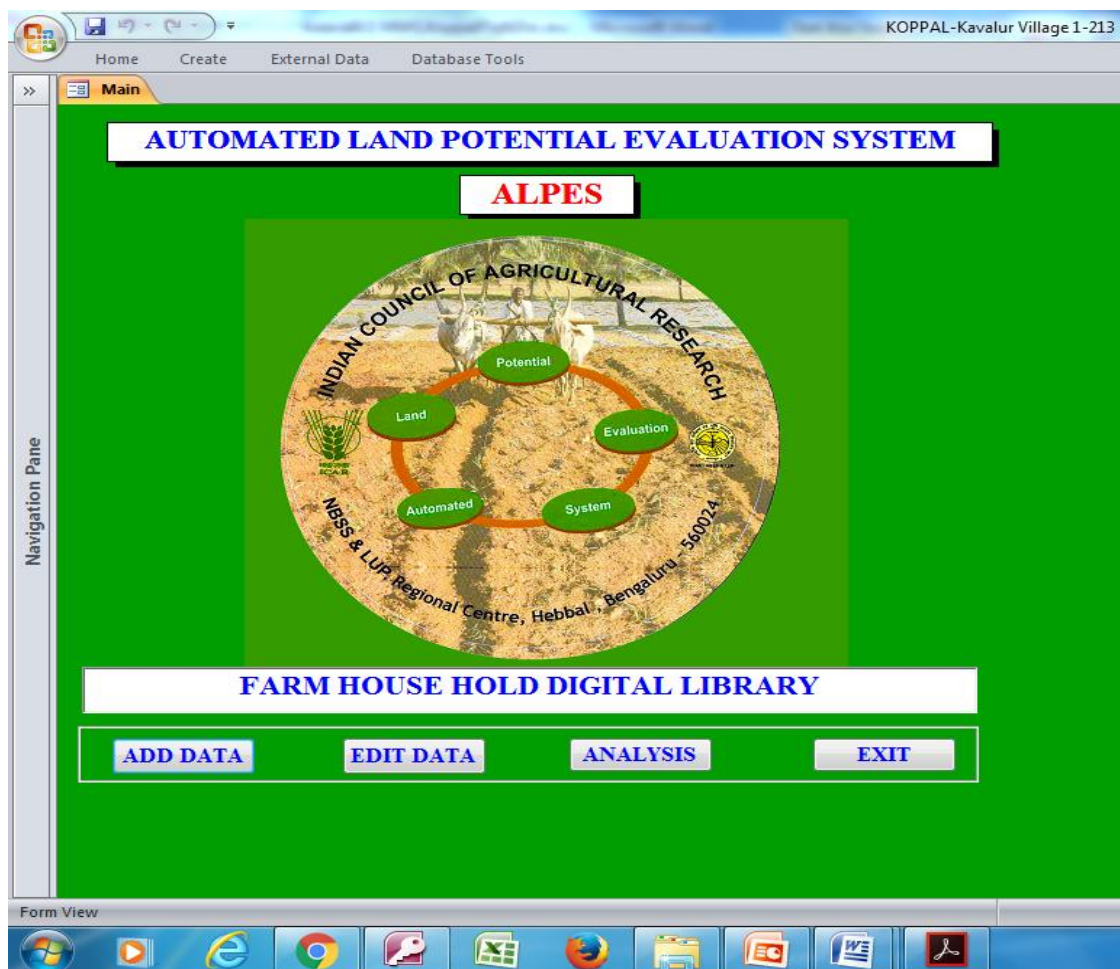 KOPPAL-Kavalur Village 1-213
Home Create External Data Database Tools
Main
AUTOMATED LAND POTENTIAL EVALUATION SYSTEM
ALPES
INDIAN COUNCIL OF AGRICULTURAL RESEARCH
Potential
Land
Evaluation
Automated
System
NBSS & LUP, Regional Centre, Hebbal , Bengaluru - 560024
FARM HOUSE HOLD DIGITAL LIBRARY
ADD DATA EDIT DATA ANALYSIS EXIT
Navigation Pane
Form View